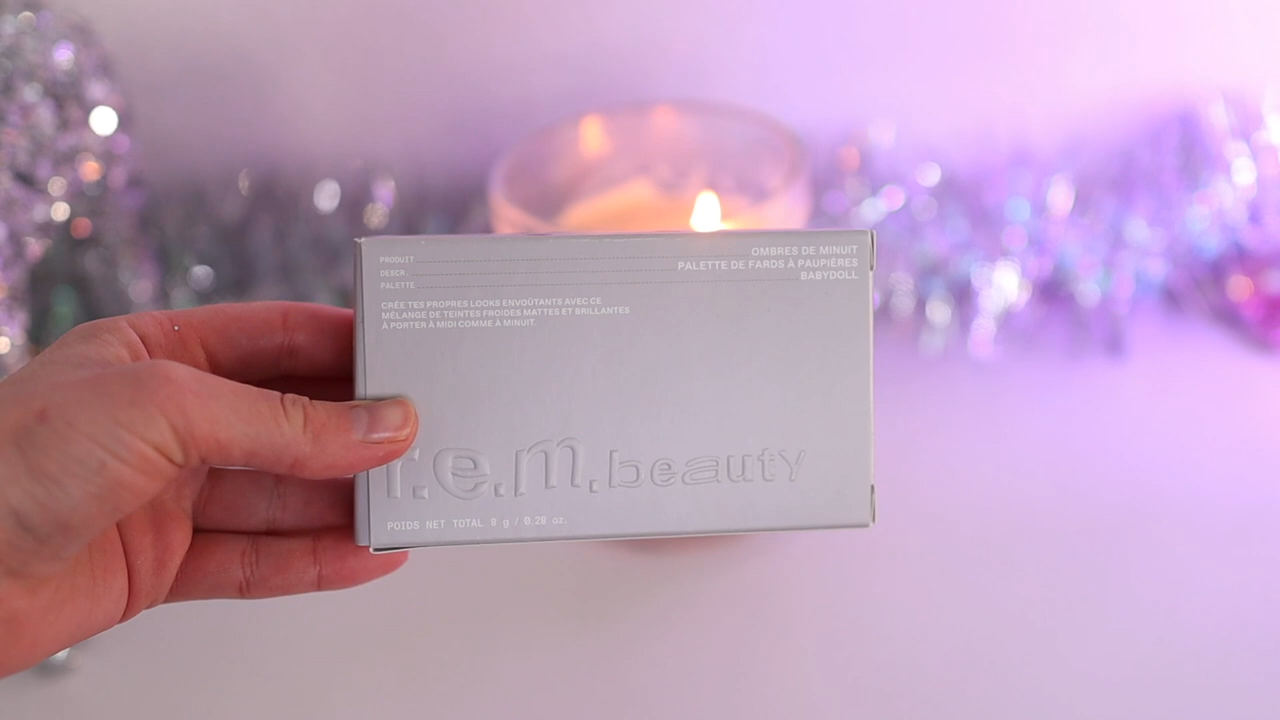 PRODUIT OMBRES DE MINUIT
DESCR. PALETTE DE FARDS À PAUPIÈRES
PALETTE BABYDOLL
CRÉE TES PROPRES LOOKS ENVOÛTANTS AVEC CE
MÉLANGE DE TEINTES FROIDES MATTES ET BRILLANTES
À PORTER À MIDI COMME À MINUIT.
r.e.m.beauty
POIDS NET TOTAL 8 g / 0.28 oz.